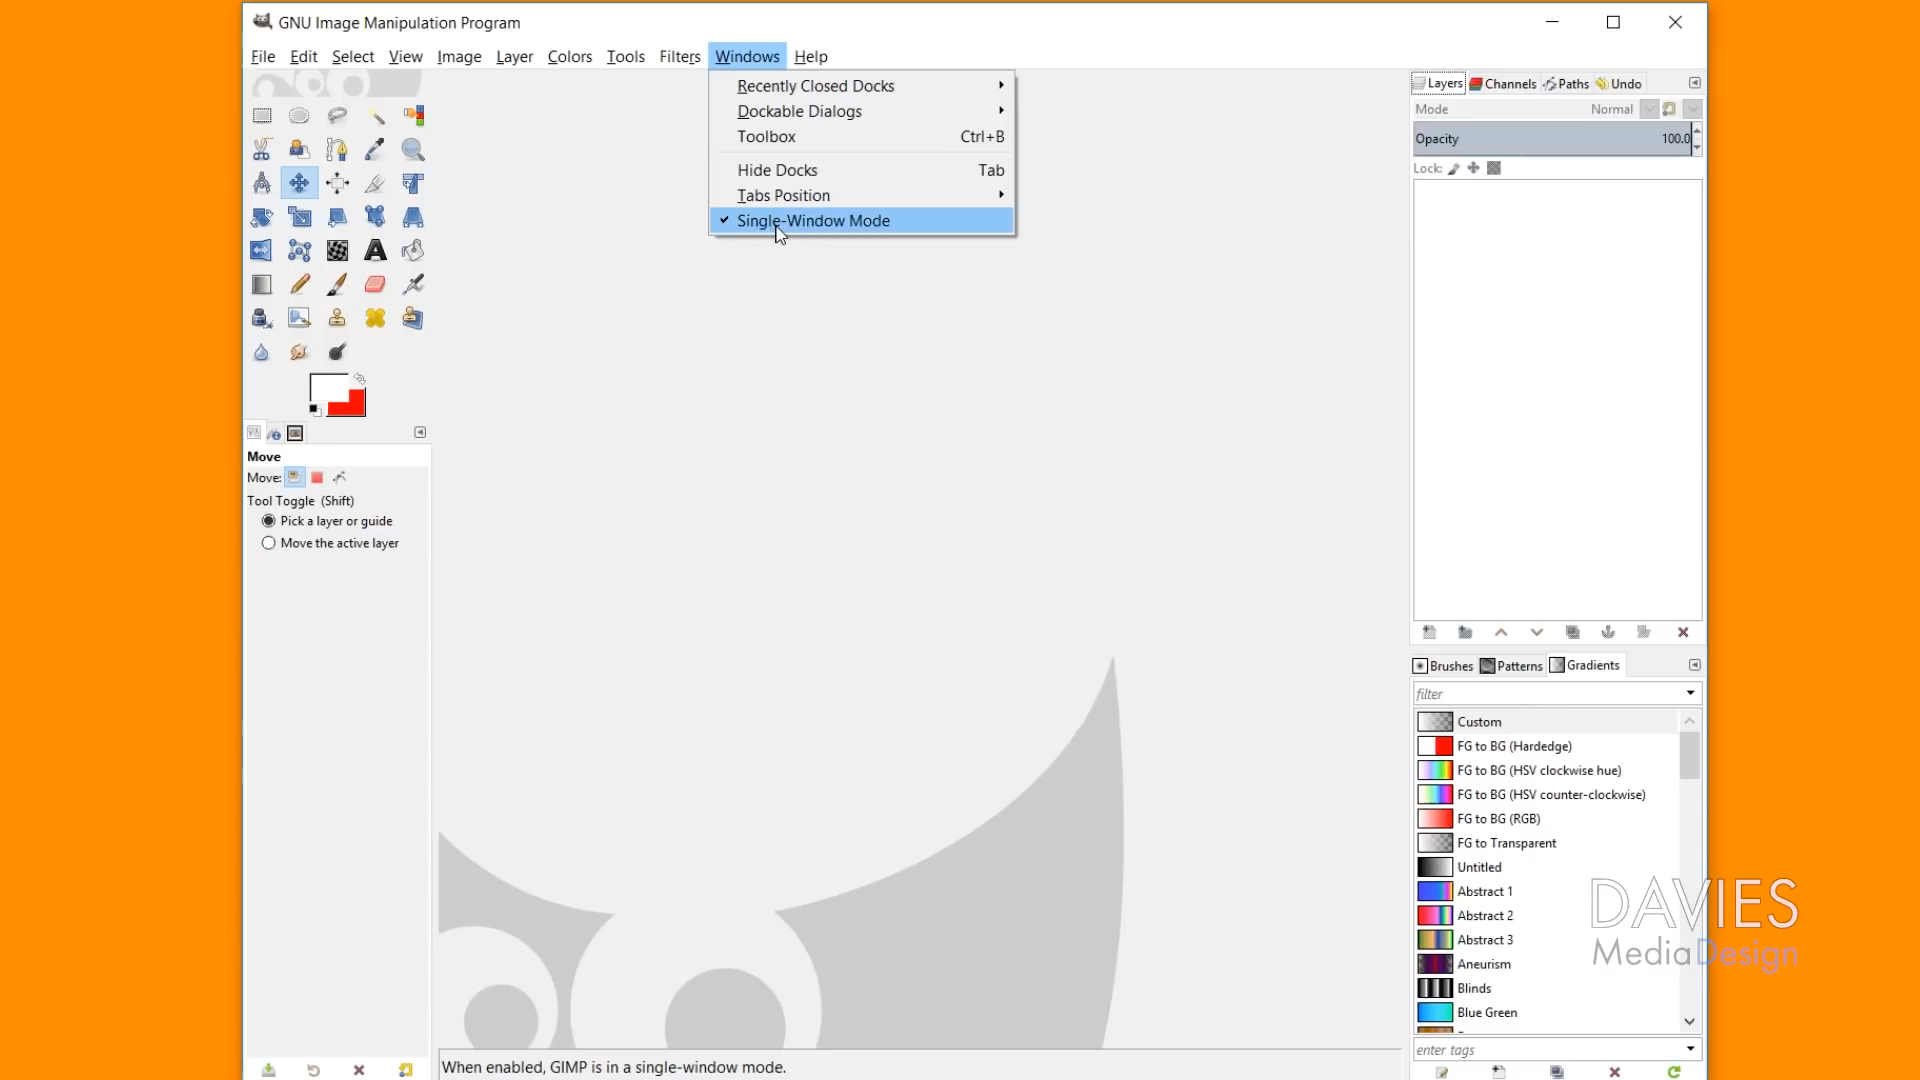 GNU Image Manipulation Program
File Edit Select View Image Layer Colors Tools Filters Windows Help
Recently Closed Docks
Dockable Dialogs
Toolbox Ctrl+B
Hide Docks Tab
Tabs Position
Single-Window Mode
Move
Move:
Tool Toggle (Shift)
Pick a layer or guide
Move the active layer
When enabled, GIMP is in a single-window mode.
Layers Channels Paths Undo
Mode Normal
Opacity 100.0
Lock:
Brushes Patterns Gradients
filter
Custom
FG to BG (Hardedge)
FG to BG (HSV clockwise hue)
FG to BG (HSV counter-clockwise)
FG to BG (RGB)
FG to Transparent
Untitled
Abstract 1
Abstract 2
Abstract 3
Aneurism
Blinds
Blue Green
enter tags
DAVIES
MediaDesign